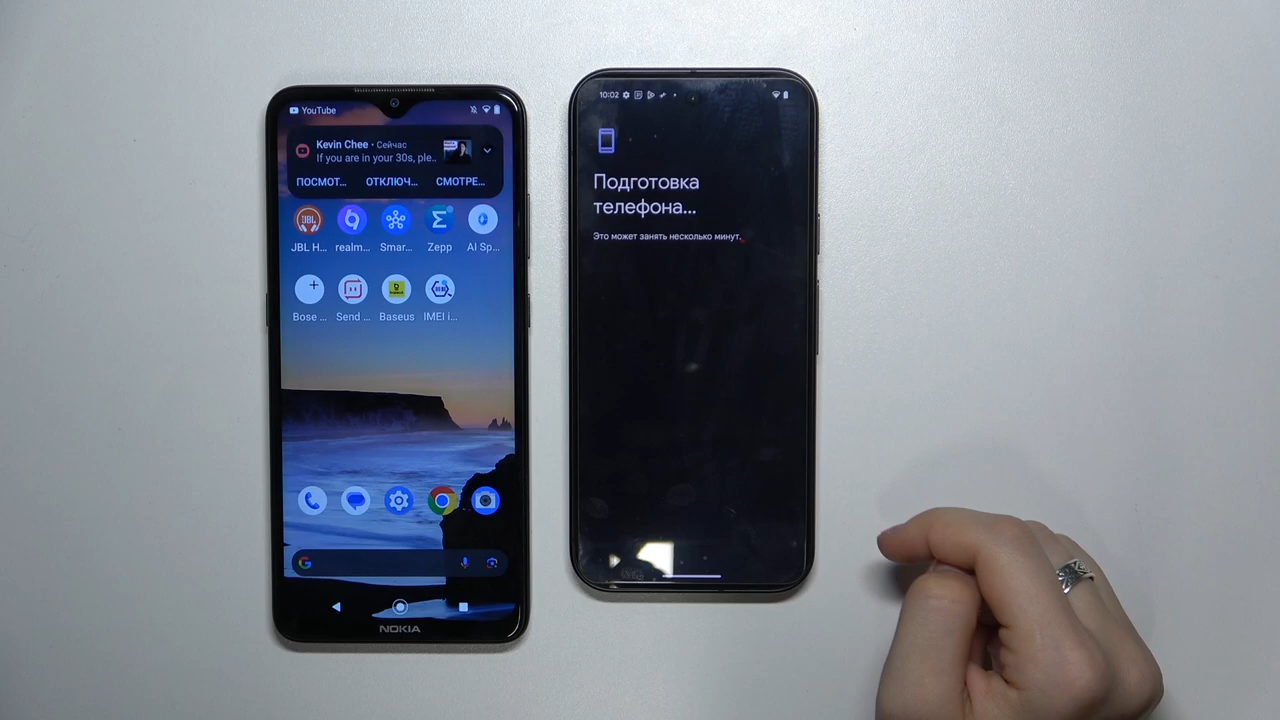 YouTube
Kevin Chee • Сейчас
If you are in your 30s, ple..
ПОСМОТ... ОТКЛЮЧ... СМОТРЕ...
JBL
JBL H... realm... Smar... Zepp AI Sp...
Bose ... Send ... Baseus IMEI i...
NOKIA
10:02
Подготовка
телефона...
Это может занять несколько минут.